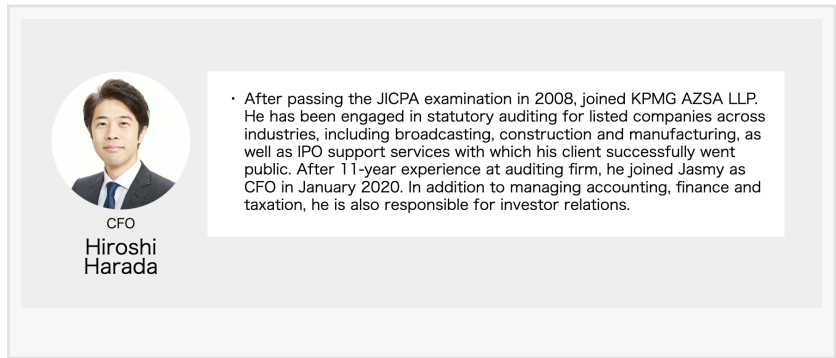 ・After passing the JICPA examination in 2008, joined KPMG AZSA LLP.
He has been engaged in statutory auditing for listed companies across
industries, including broadcasting, construction and manufacturing, as
well as IPO support services with which his client successfully went
public. After 11-year experience at auditing firm, he joined Jasmy as
CFO in January 2020. In addition to managing accounting, finance and
taxation, he is also responsible for investor relations.
CFO
Hiroshi
Harada